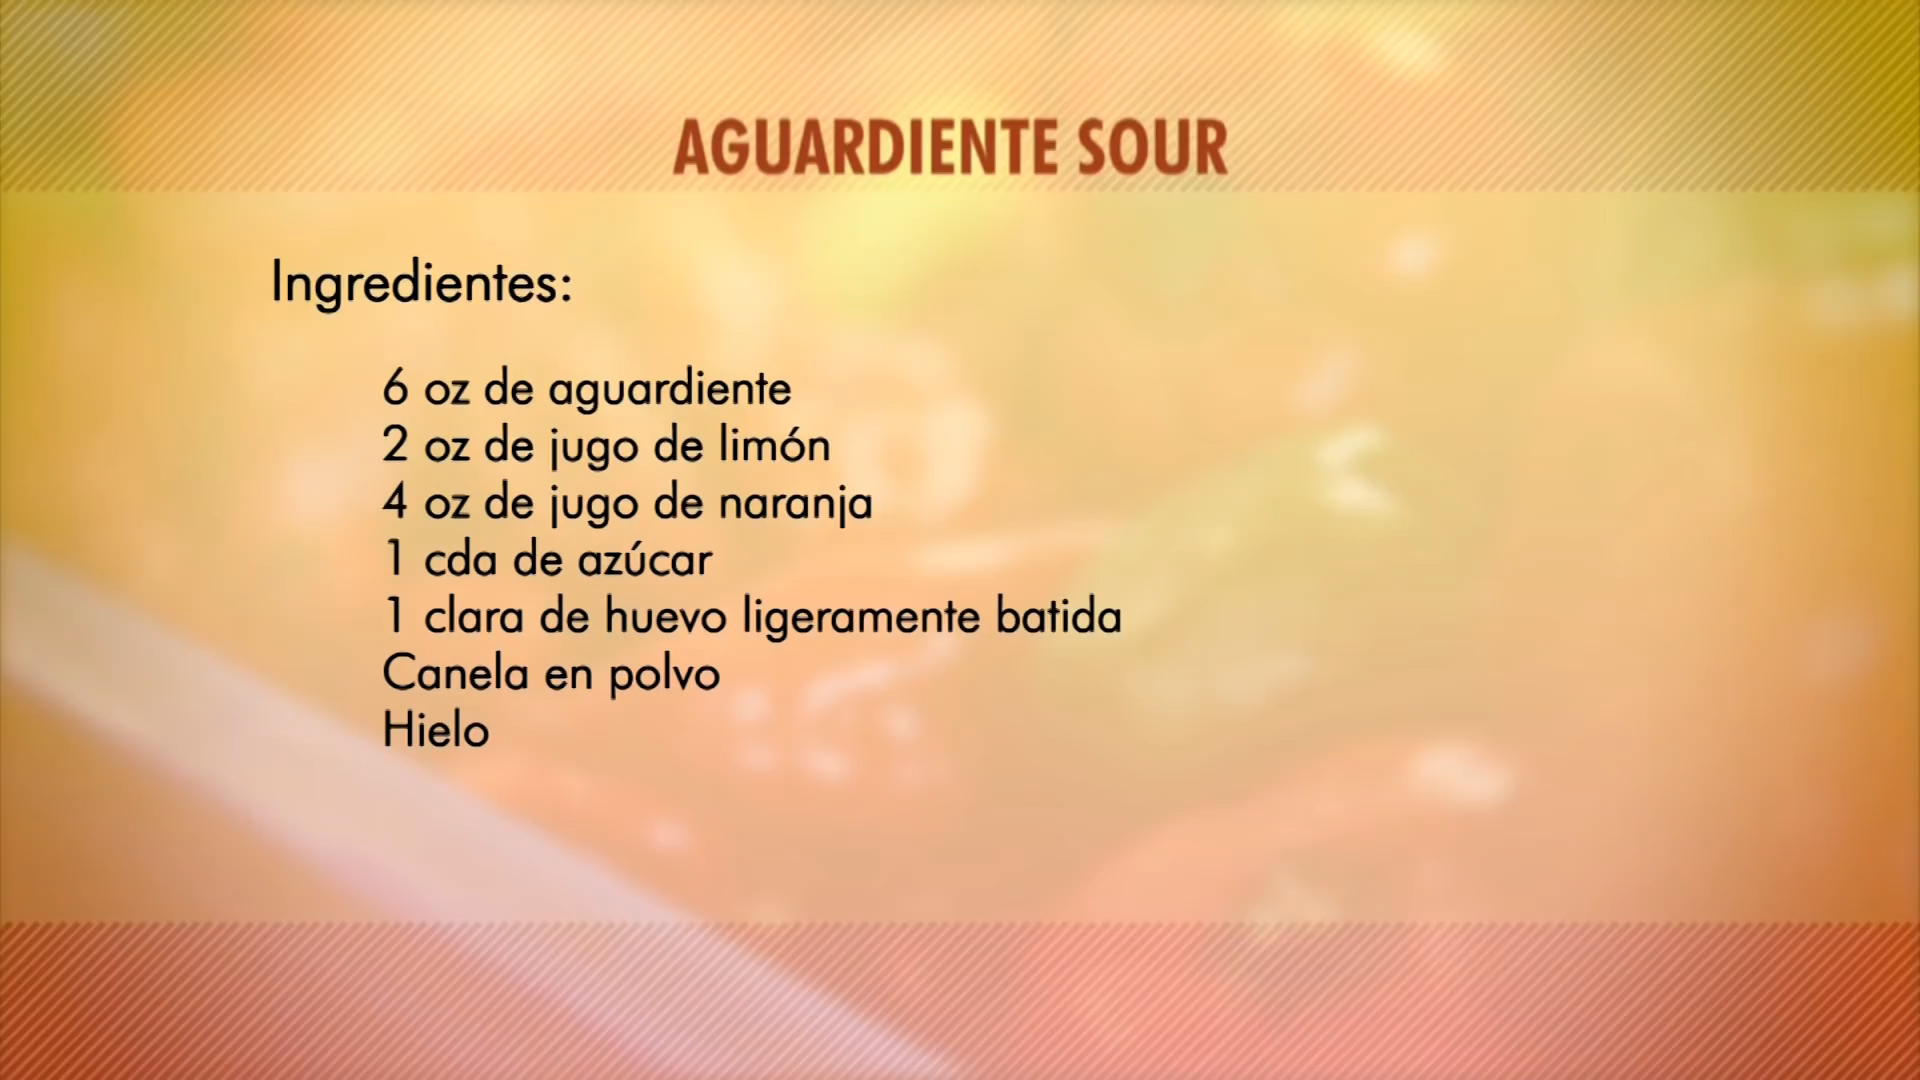 AGUARDIENTE SOUR
Ingredientes:
6 oz de aguardiente
2 oz de jugo de limón
4 oz de jugo de naranja
1 cda de azúcar
1 clara de huevo ligeramente batida
Canela en polvo
Hielo